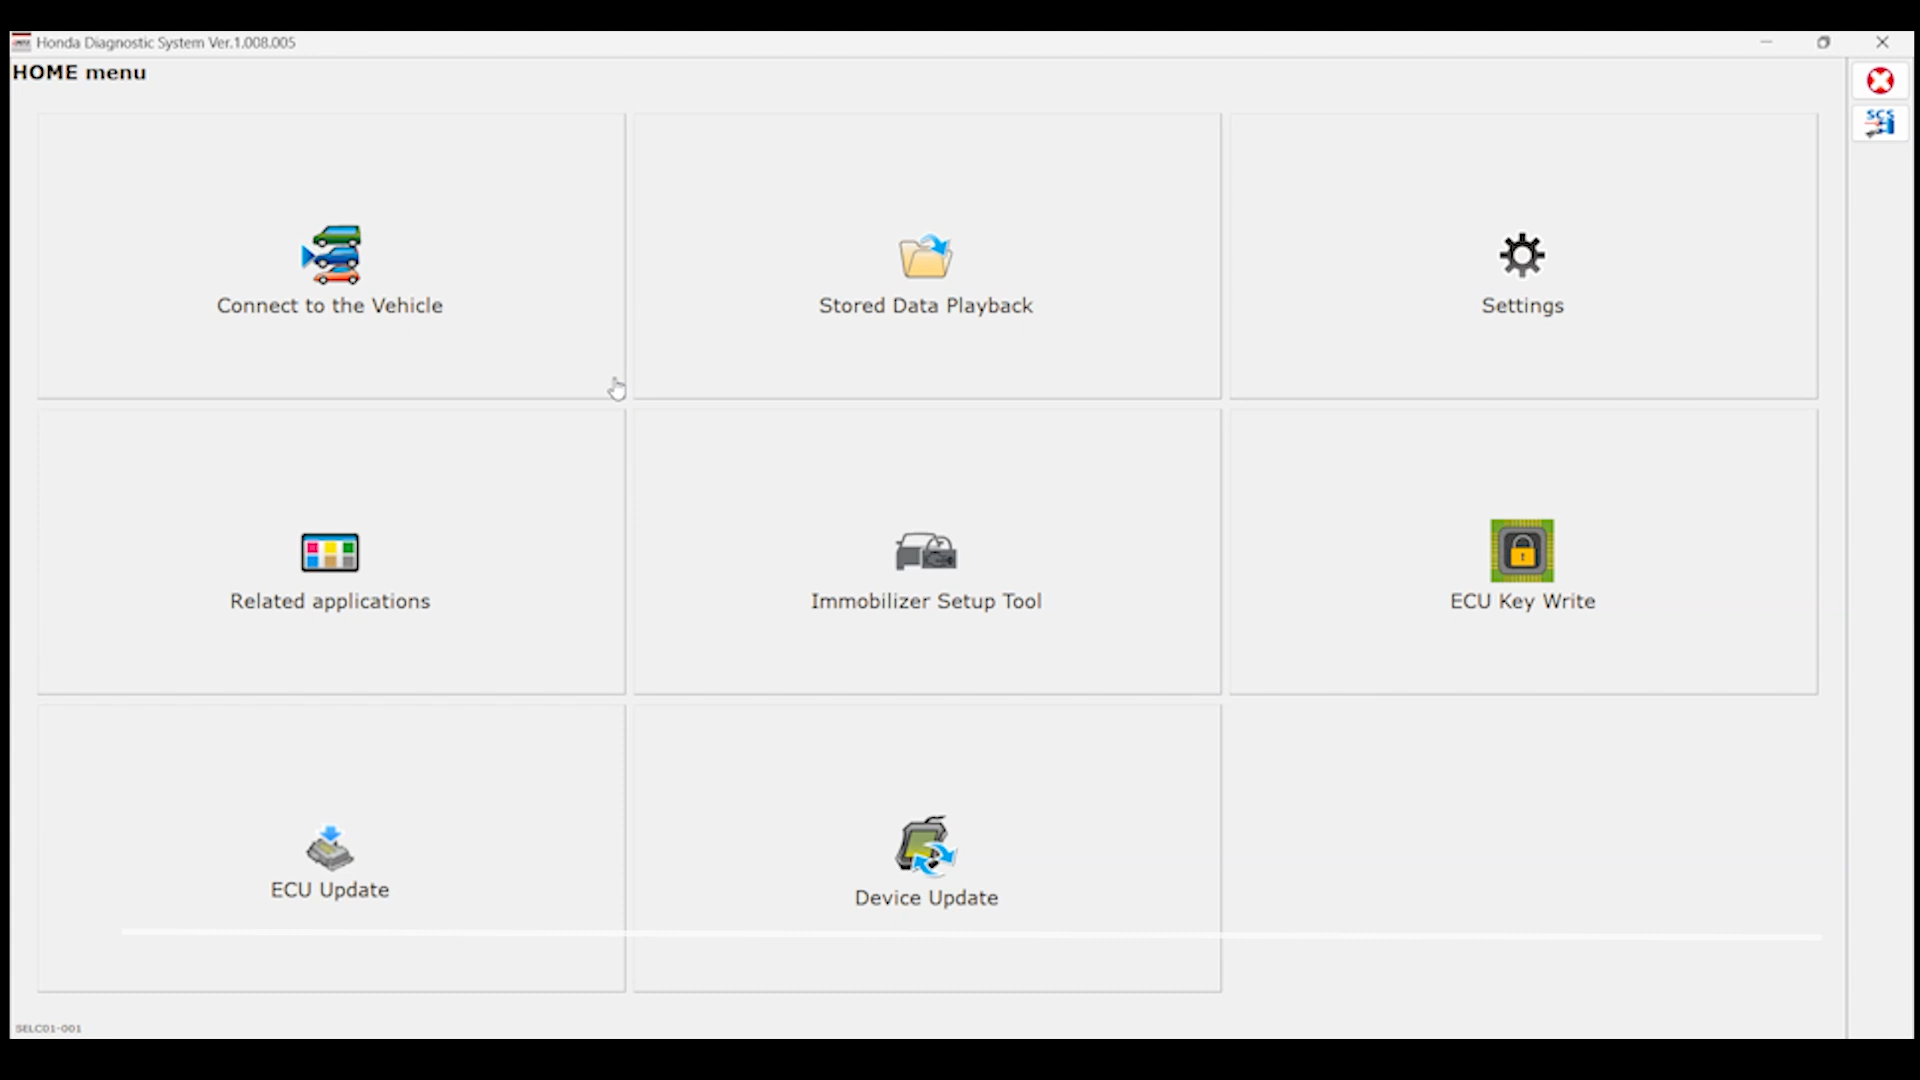 Honda Diagnostic System Ver.1.008.005
HOME menu
SCS
Connect to the Vehicle
Stored Data Playback
Settings
Related applications
Immobilizer Setup Tool
ECU Key Write
ECU Update
Device Update
SELC01-001